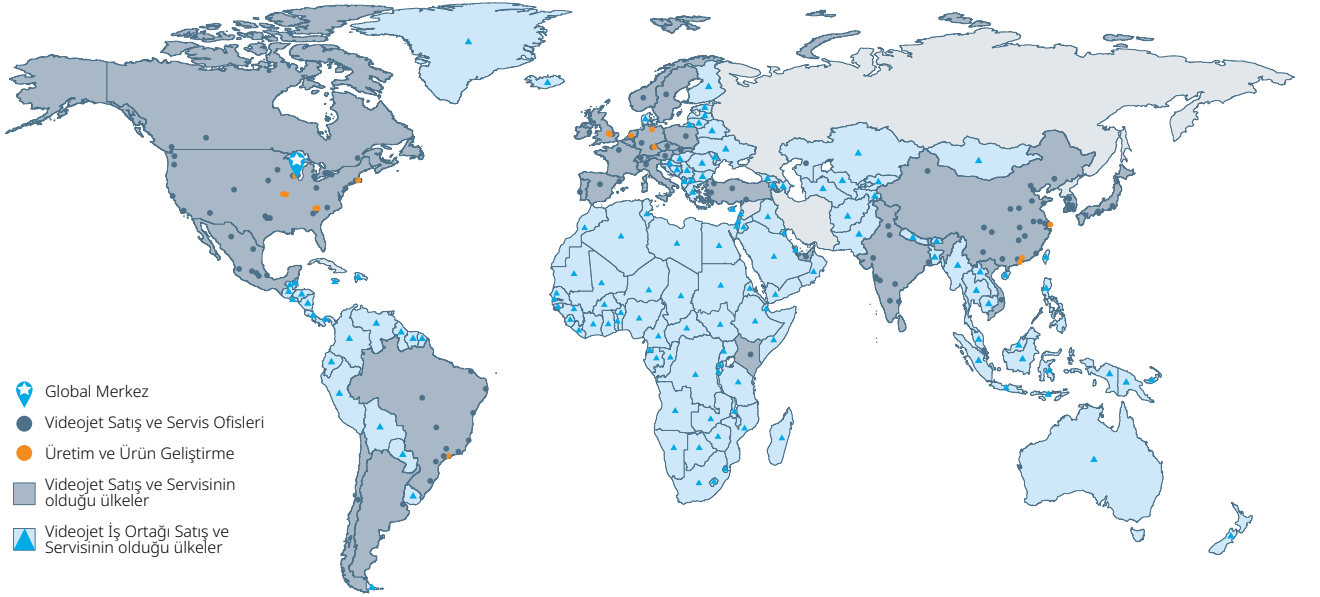 Global Merkez
Videojet Satış ve Servis Ofisleri
Üretim ve Ürün Geliştirme
Videojet Satış ve Servisinin
olduğu ülkeler
Videojet İş Ortağı Satış ve
Servisinin olduğu ülkeler